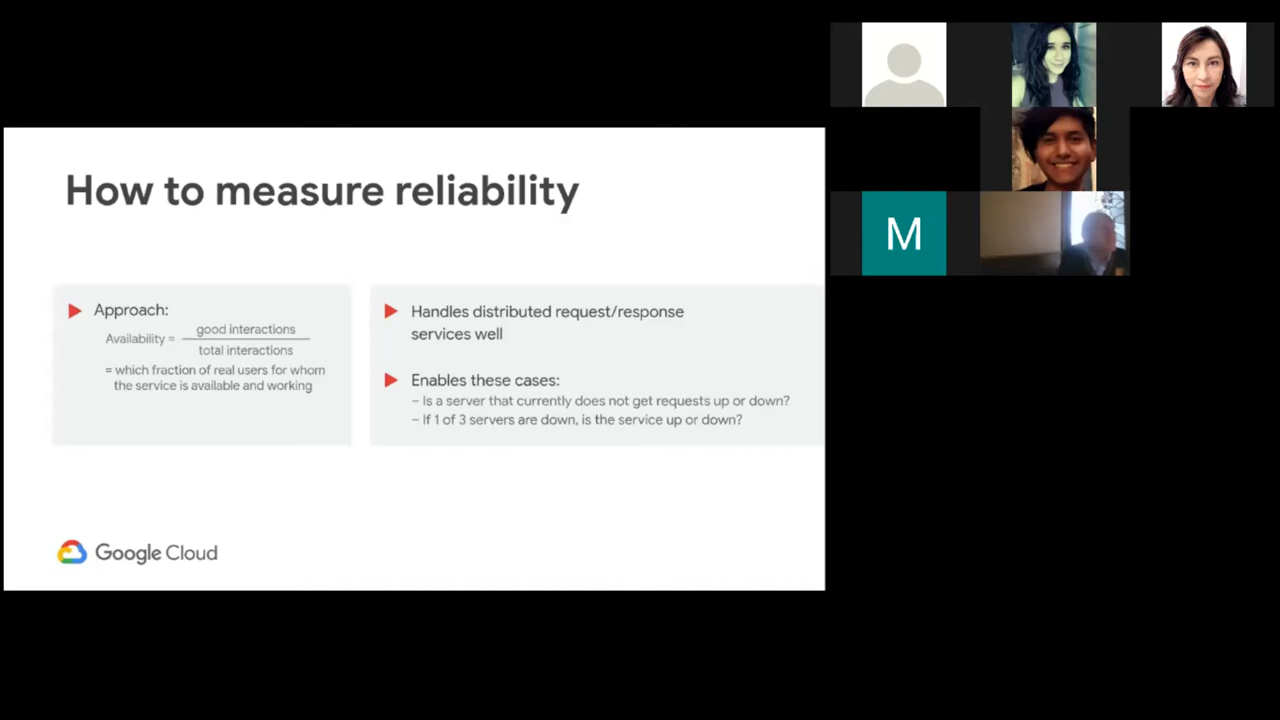 How to measure reliability
Approach:
Availability = good interactions
total interactions
= which fraction of real users for whom
the service is available and working
Handles distributed request/response
services well
Enables these cases:
– Is a server that currently does not get requests up or down?
– If 1 of 3 servers are down, is the service up or down?
Google Cloud
M